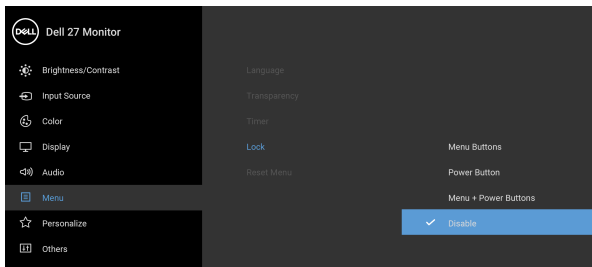 DELL Dell 27 Monitor
Brightness/Contrast Language
Input Source Transparency
Color Timer
Display Lock Menu Buttons
Audio Reset Menu Power Button
Menu Menu + Power Buttons
Personalize Disable
Others